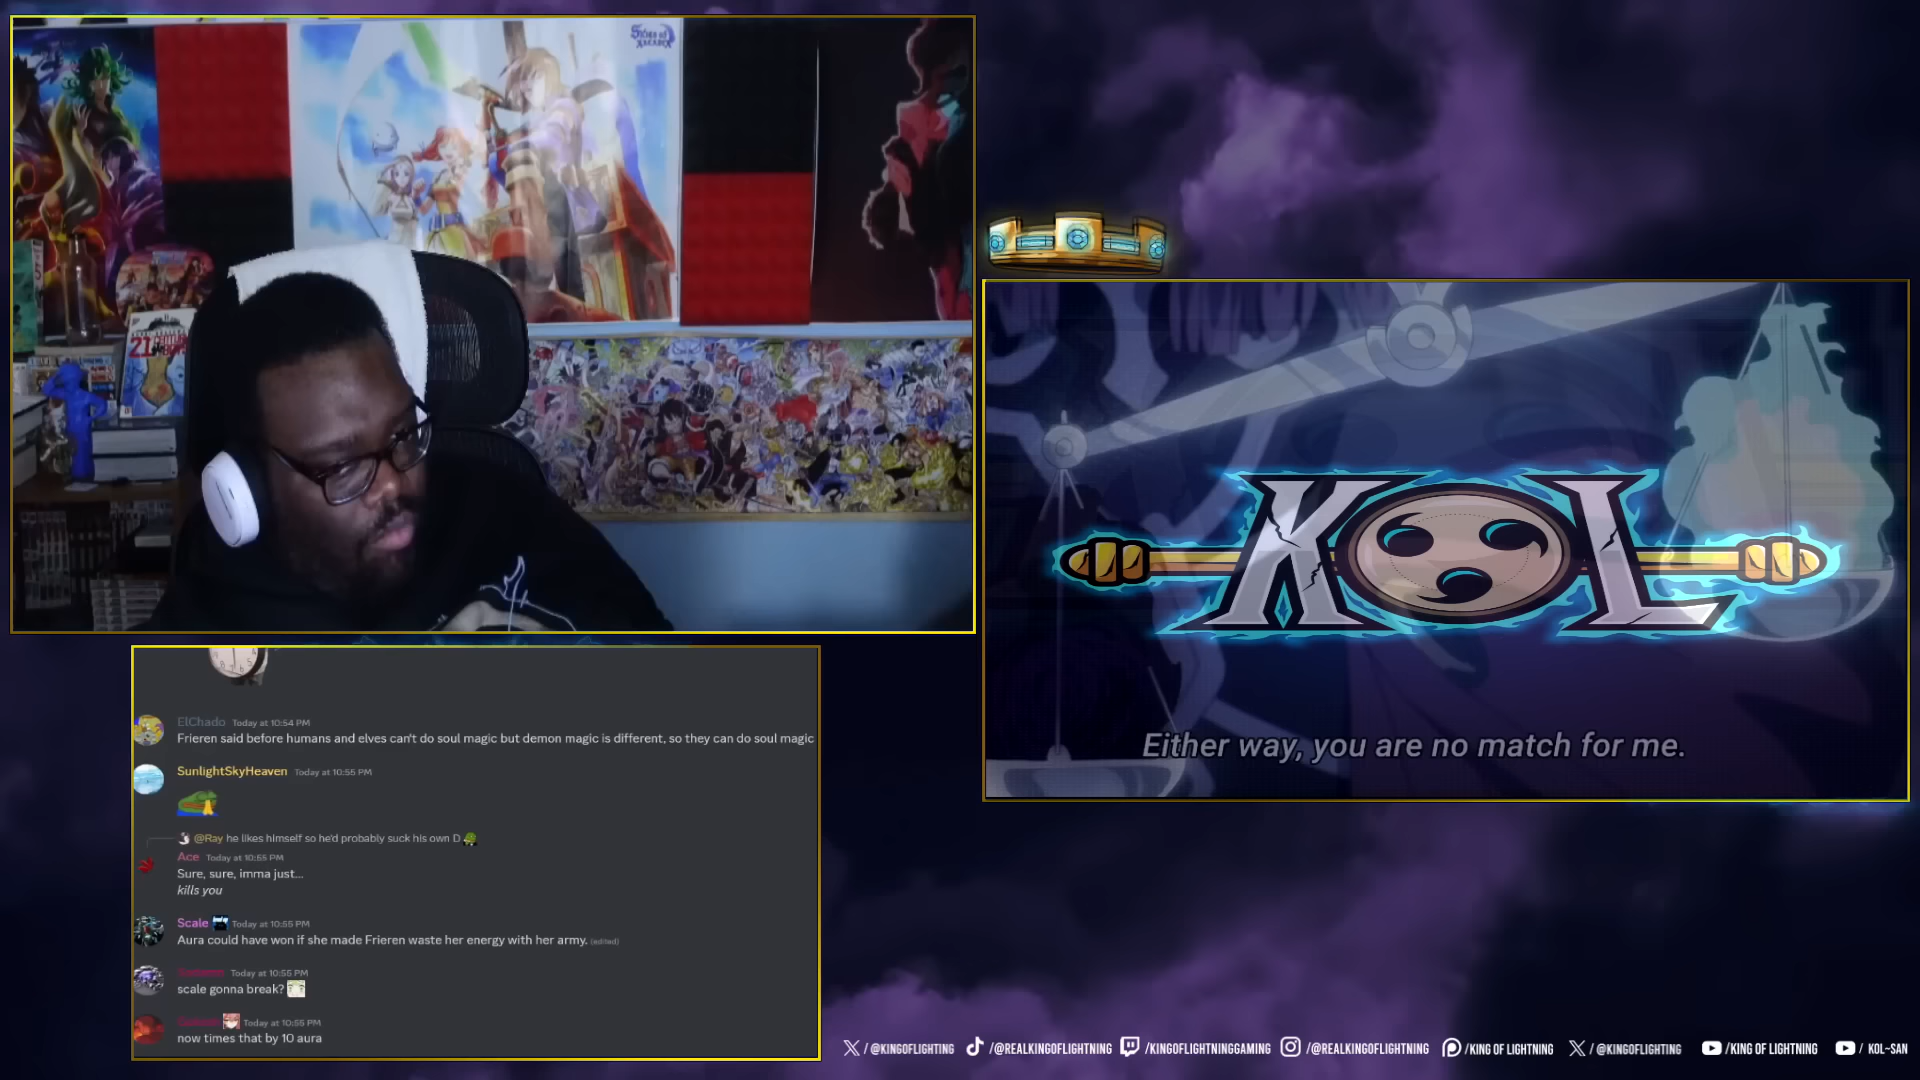 Sides of
XALADIA
21
KOL
Either way, you are no match for me.
ElChado Today at 10:54 PM
Frieren said before humans and elves can't do soul magic but demon magic is different, so they can do soul magic
SunlightSkyHeaven Today at 10:55 PM
@Ray he likes himself so he'd probably suck his own D
Ace Today at 10:55 PM
Sure, sure, imma just...
kills you
Scale Today at 10:55 PM
Aura could have won if she made Frieren waste her energy with her army. (edited)
Today at 10:55 PM
scale gonna break?
Today at 10:55 PM
now times that by 10 aura
/ @KINGOFLIGHTING /@REALKINGOFLIGHTNING /KINGOFLIGHTNINGGAMING /@REALKINGOFLIGHTNING /KING OF LIGHTNING / @KINGOFLIGHTING /KING OF LIGHTNING / KOL~SAN